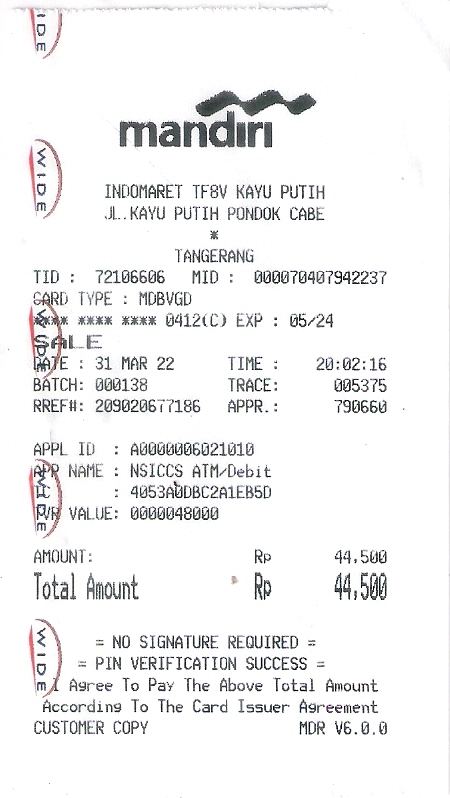 WIDE
mandiri
WIDE
INDOMARET TF8V KAYU PUTIH
JL.KAYU PUTIH PONDOK CABE
*
TANGERANG
TID : 72106606 MID : 000070407942237
CARD TYPE : MDBVGD
**** **** **** 0412(C) EXP : 05/24
WIDE
SALE
DATE : 31 MAR 22 TIME : 20:02:16
BATCH: 000138 TRACE: 005375
RREF#: 209020677186 APPR.: 790660
APPL ID : A0000006021010
APP NAME : NSICCS ATM/Debit
WIDE
TC : 4053A0DBC2A1EB5D
TVR VALUE: 0000048000
AMOUNT: Rp 44,500
Total Amount Rp 44,500
= NO SIGNATURE REQUIRED =
WIDE
= PIN VERIFICATION SUCCESS =
I Agree To Pay The Above Total Amount
According To The Card Issuer Agreement
CUSTOMER COPY MDR V6.0.0